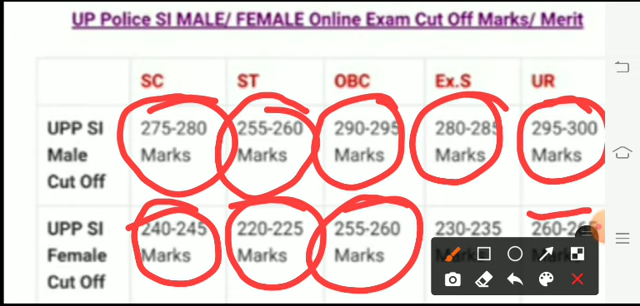 UP Police SI MALE/ FEMALE Online Exam Cut Off Marks/ Merit
SC ST OBC Ex.S UR
UPP SI 275-280 255-260 290-295 280-285 295-300
Male Marks Marks Marks Marks Marks
Cut Off
UPP SI 240-245 220-225 255-260 230-235 260-265
Female Marks Marks Marks
Cut Off